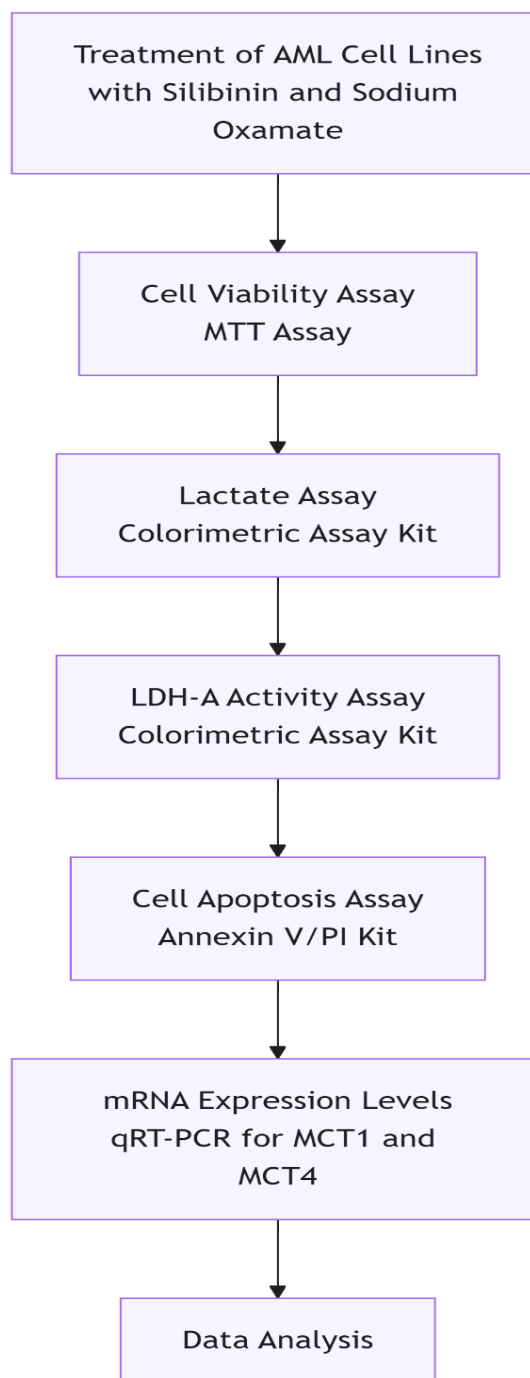 Treatment of AML Cell Lines
with Silibinin and Sodium
Oxamate
Cell Viability Assay
MTT Assay
Lactate Assay
Colorimetric Assay Kit
LDH-A Activity Assay
Colorimetric Assay Kit
Cell Apoptosis Assay
Annexin V/PI Kit
mRNA Expression Levels
qRT-PCR for MCT1 and
MCT4
Data Analysis